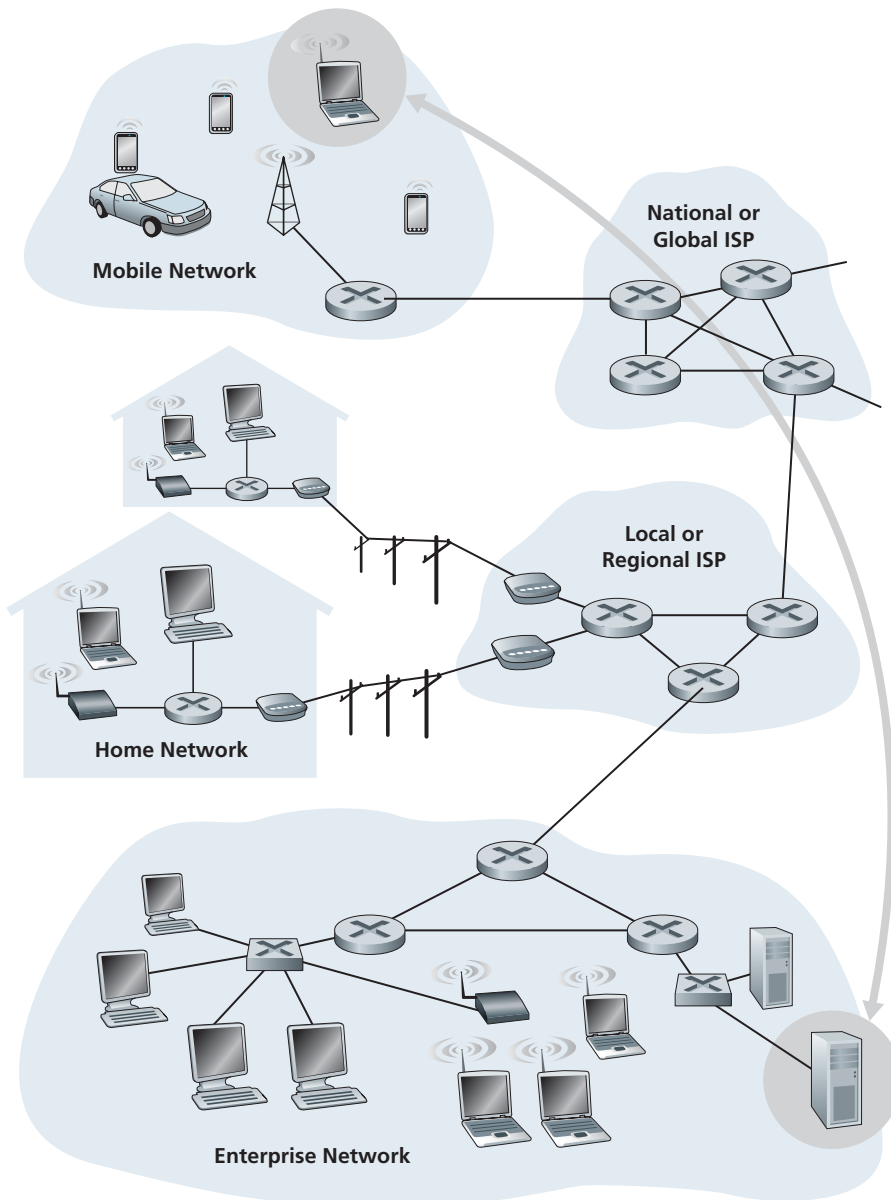 National or
Global ISP
Mobile Network
Local or
Regional ISP
Home Network
Enterprise Network